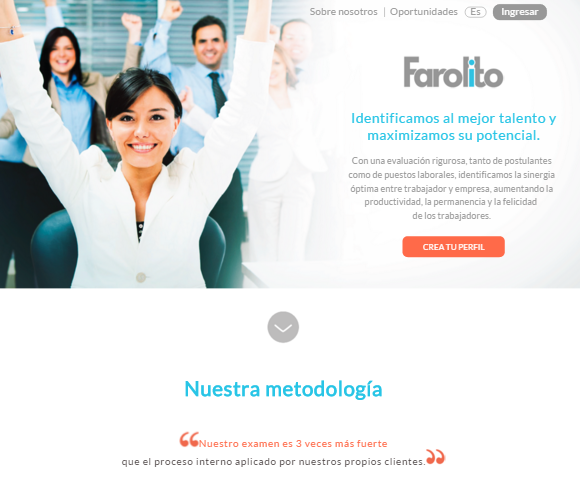 Sobre nosotros | Oportunidades Es Ingresar
Farolito
Identificamos al mejor talento y
maximizamos su potencial.
Con una evaluación rigurosa, tanto de postulantes
como de puestos laborales, identificamos la sinergia
óptima entre trabajador y empresa, aumentando la
productividad, la permanencia y la felicidad
de los trabajadores.
CREA TU PERFIL
Nuestra metodología
“Nuestro examen es 3 veces más fuerte
que el proceso interno aplicado por nuestros propios clientes.”